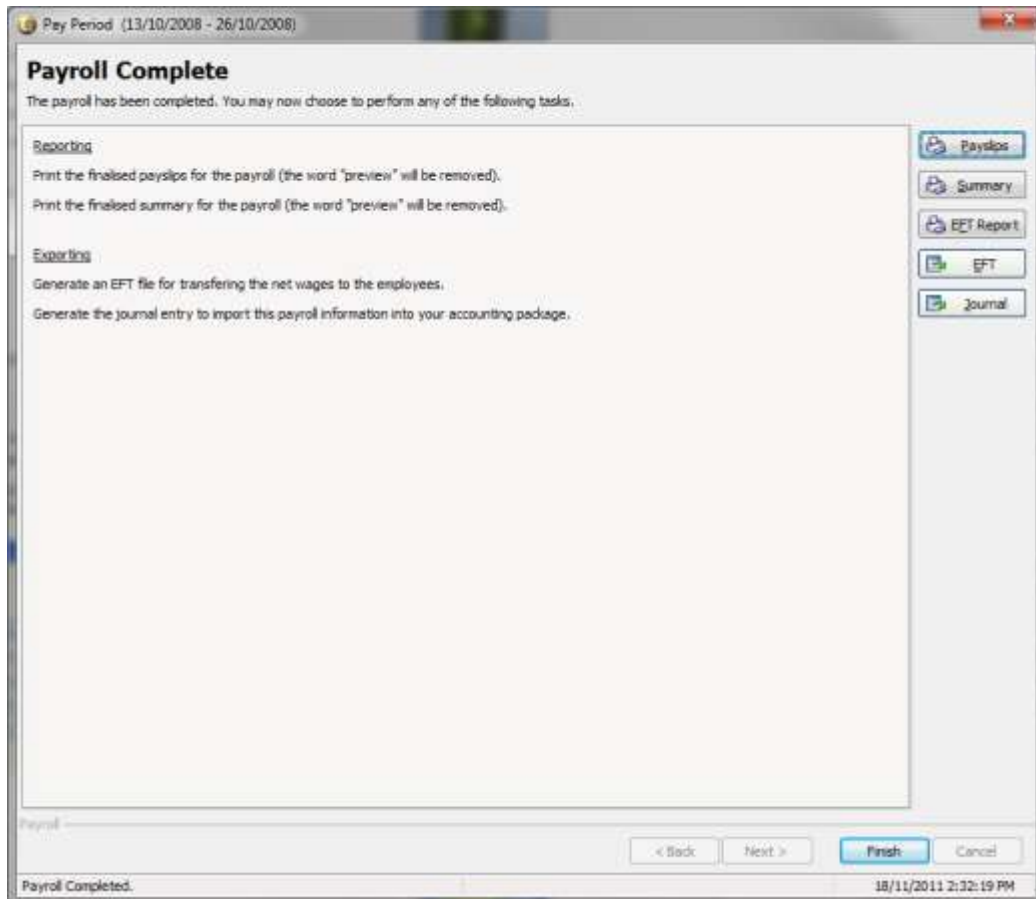 Pay Period (13/10/2008 - 26/10/2008)
Payroll Complete
The payroll has been completed. You may now choose to perform any of the following tasks.
Reporting
Print the finalised payslips for the payroll (the word "preview" will be removed).
Print the finalised summary for the payroll (the word "preview" will be removed).
Exporting
Generate an EFT file for transfering the net wages to the employees.
Generate the journal entry to import this payroll information into your accounting package.
Payslips
Summary
EFT Report
EFT
Journal
Payroll
< Back
Next >
Finish
Cancel
Payroll Completed.
18/11/2011 2:32:19 PM